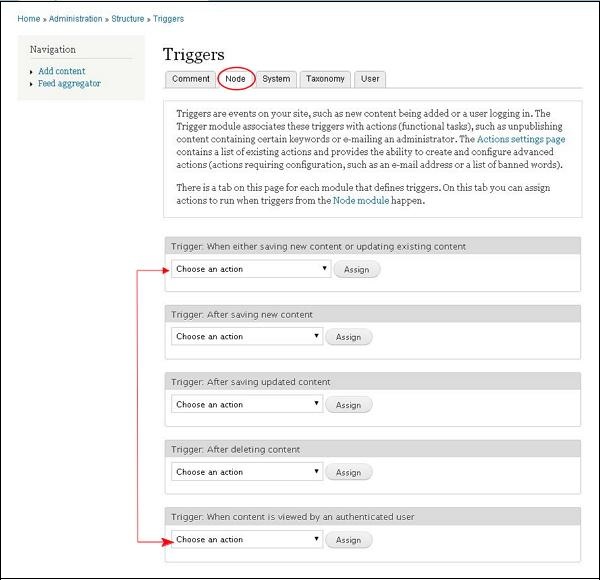 Home » Administration » Structure » Triggers
Navigation
Add content
Feed aggregator
Triggers
Comment Node System Taxonomy User
Triggers are events on your site, such as new content being added or a user logging in. The
Trigger module associates these triggers with actions (functional tasks), such as unpublishing
content containing certain keywords or e-mailing an administrator. The Actions settings page
contains a list of existing actions and provides the ability to create and configure advanced
actions (actions requiring configuration, such as an e-mail address or a list of banned words).
There is a tab on this page for each module that defines triggers. On this tab you can assign
actions to run when triggers from the Node module happen.
Trigger: When either saving new content or updating existing content
Choose an action Assign
Trigger: After saving new content
Choose an action Assign
Trigger: After saving updated content
Choose an action Assign
Trigger: After deleting content
Choose an action Assign
Trigger: When content is viewed by an authenticated user
Choose an action Assign